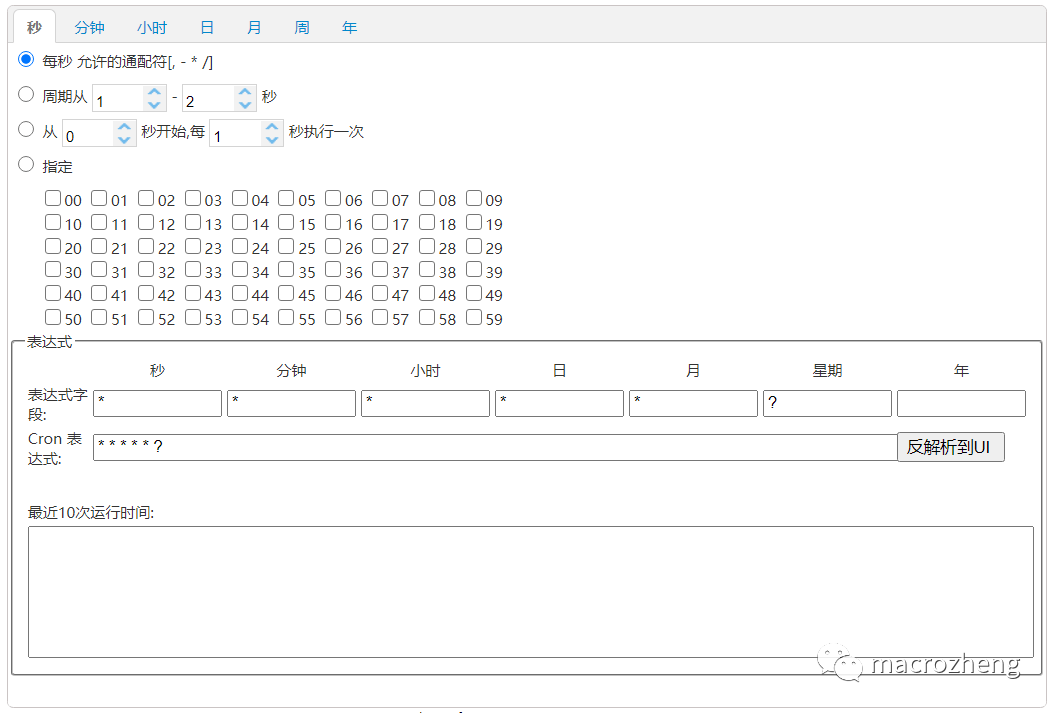 秒 分钟 小时 日 月 周 年
每秒 允许的通配符[, - * /]
周期从 1 - 2 秒
从 0 秒开始,每 1 秒执行一次
指定
00 01 02 03 04 05 06 07 08 09
10 11 12 13 14 15 16 17 18 19
20 21 22 23 24 25 26 27 28 29
30 31 32 33 34 35 36 37 38 39
40 41 42 43 44 45 46 47 48 49
50 51 52 53 54 55 56 57 58 59
表达式
秒 分钟 小时 日 月 星期 年
表达式字段: * * * * * ?
Cron 表达式: * * * * * ? 反解析到UI
最近10次运行时间:
macrozheng